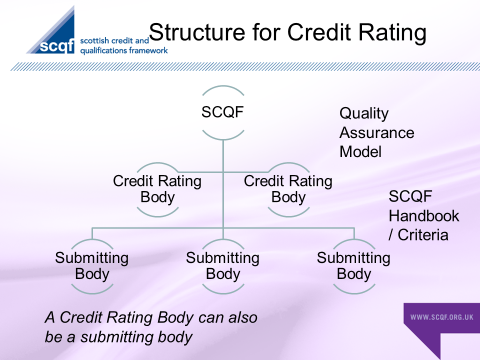 scqf
scottish credit and
qualifications framework
Structure for Credit Rating
SCQF
Quality
Assurance
Model
Credit Rating
Body
Credit Rating
Body
SCQF
Handbook
/ Criteria
Submitting
Body
Submitting
Body
Submitting
Body
A Credit Rating Body can also
be a submitting body
WWW.SCQF.ORG.UK